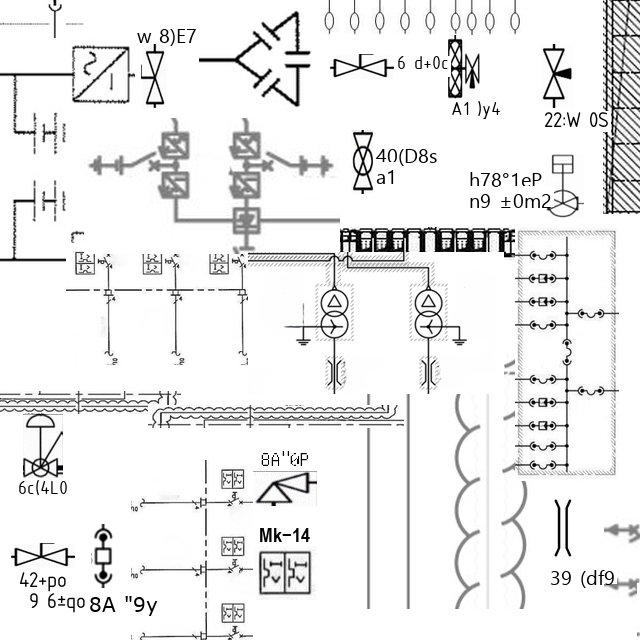 w 8)E7
6 d+0c
A1 )y4
22:W 0S
40(D8s
a1
h78°1eP
n9 ±0m2
6c(4L0
8A"0P
Mk-14
42+po
9 6±qo
8A "9y
39 (df9